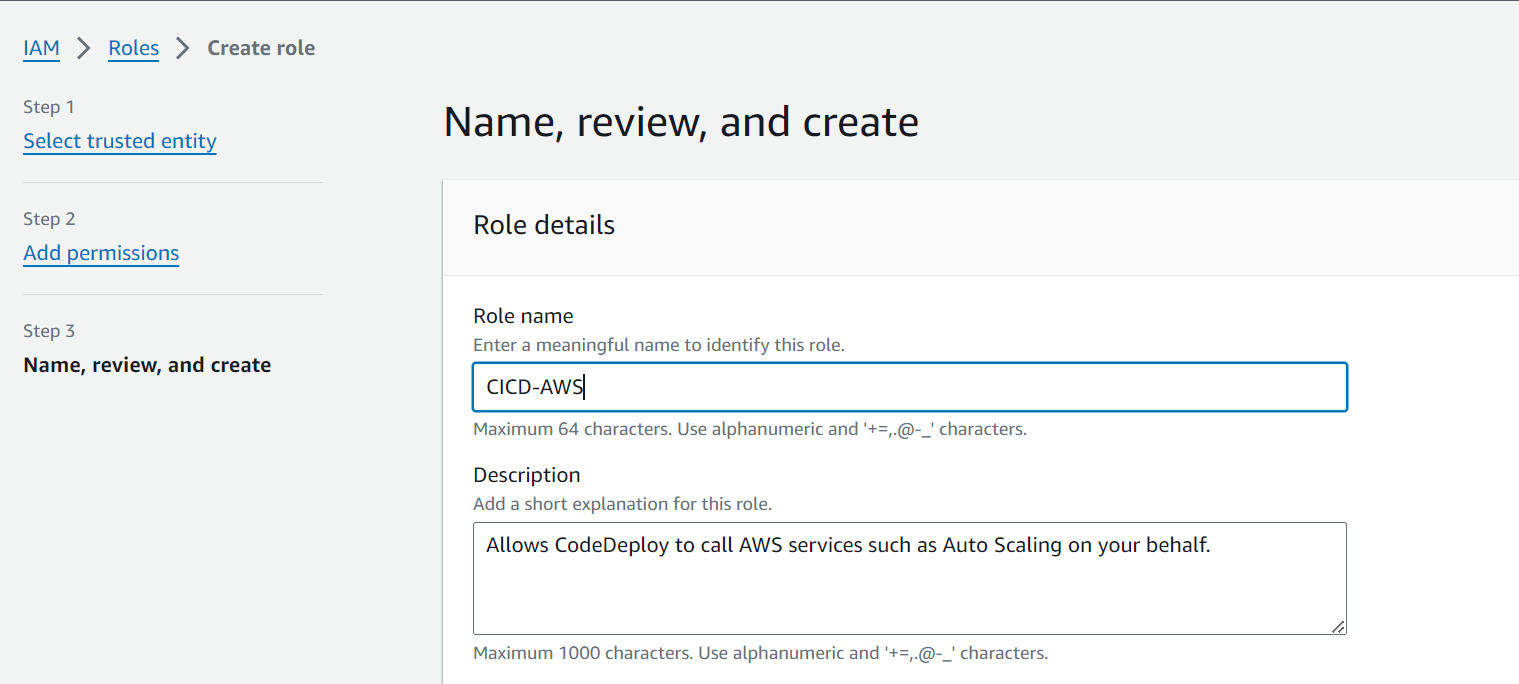 IAM > Roles > Create role
Step 1
Select trusted entity
Step 2
Add permissions
Step 3
Name, review, and create
Name, review, and create
Role details
Role name
Enter a meaningful name to identify this role.
CICD-AWS
Maximum 64 characters. Use alphanumeric and '+=,.@-_' characters.
Description
Add a short explanation for this role.
Allows CodeDeploy to call AWS services such as Auto Scaling on your behalf.
Maximum 1000 characters. Use alphanumeric and '+=,.@-_' characters.